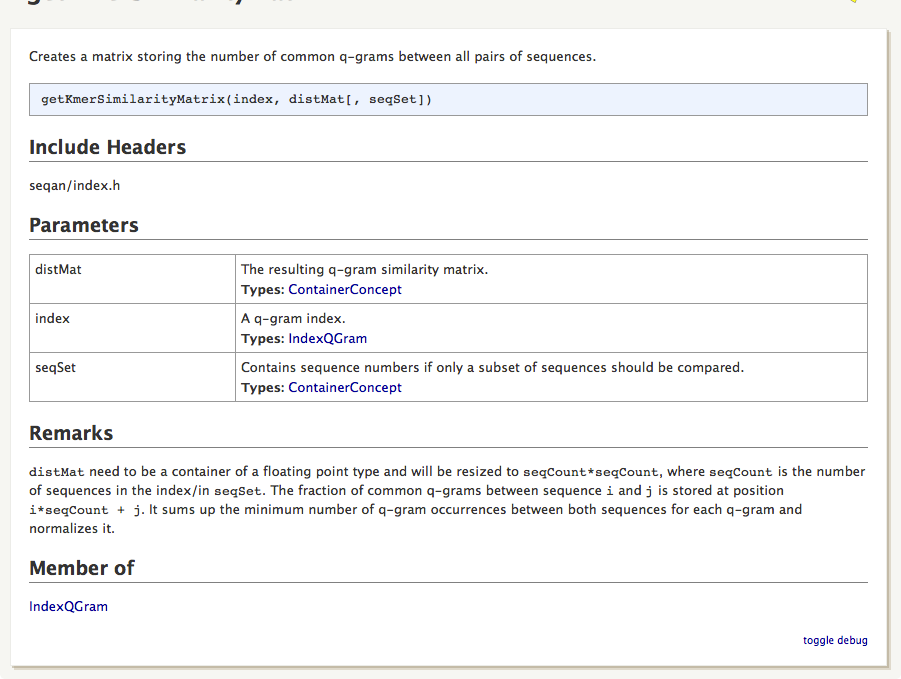 Creates a matrix storing the number of common q-grams between all pairs of sequences.
getKmerSimilarityMatrix(index, distMat[, seqSet])
Include Headers
seqan/index.h
Parameters
distMat
The resulting q-gram similarity matrix.
Types: ContainerConcept
index
A q-gram index.
Types: IndexQGram
seqSet
Contains sequence numbers if only a subset of sequences should be compared.
Types: ContainerConcept
Remarks
distMat need to be a container of a floating point type and will be resized to seqCount*seqCount, where seqCount is the number
of sequences in the index/in seqSet. The fraction of common q-grams between sequence i and j is stored at position
i*seqCount + j. It sums up the minimum number of q-gram occurrences between both sequences for each q-gram and
normalizes it.
Member of
IndexQGram
toggle debug